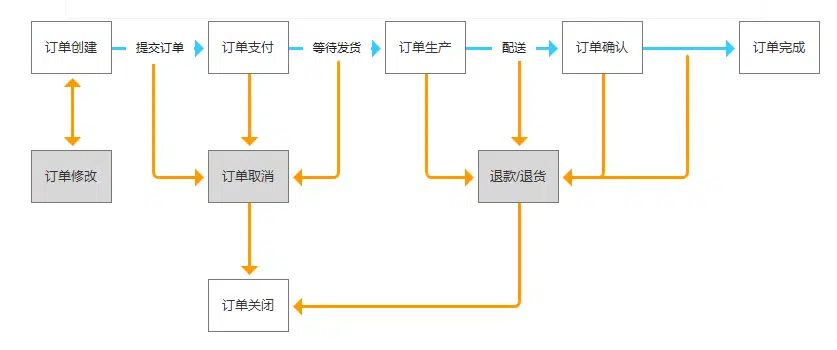 订单创建
提交订单
订单支付
等待发货
订单生产
配送
订单确认
订单完成
订单修改
订单取消
退款/退货
订单关闭